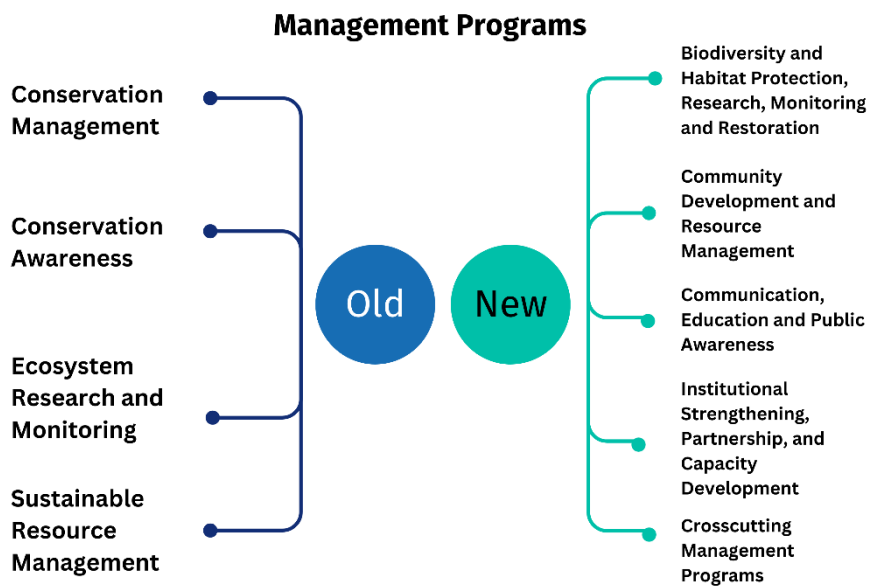 Management Programs
Conservation
Management
Conservation
Awareness
Ecosystem
Research and
Monitoring
Sustainable
Resource
Management
Old
New
Biodiversity and
Habitat Protection,
Research, Monitoring
and Restoration
Community
Development and
Resource
Management
Communication,
Education and Public
Awareness
Institutional
Strengthening,
Partnership, and
Capacity
Development
Crosscutting
Management
Programs